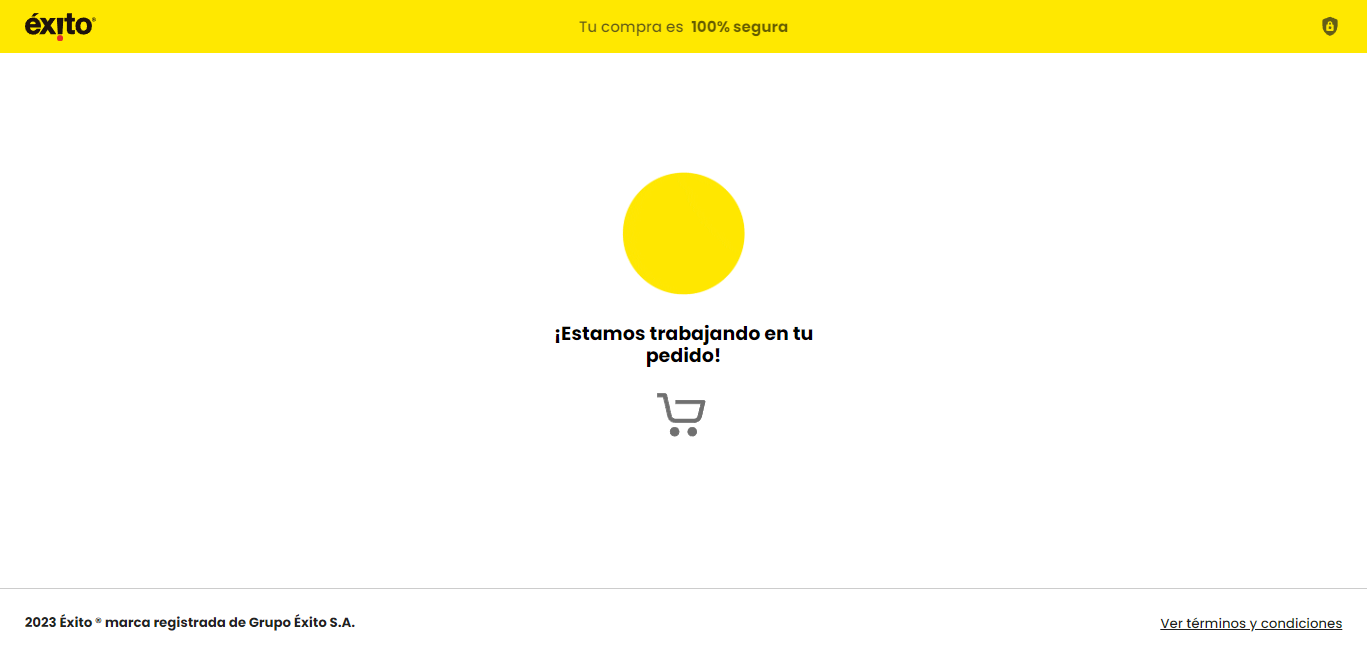 éxito®
Tu compra es 100% segura
¡Estamos trabajando en tu
pedido!
2023 Éxito ® marca registrada de Grupo Éxito S.A.
Ver términos y condiciones